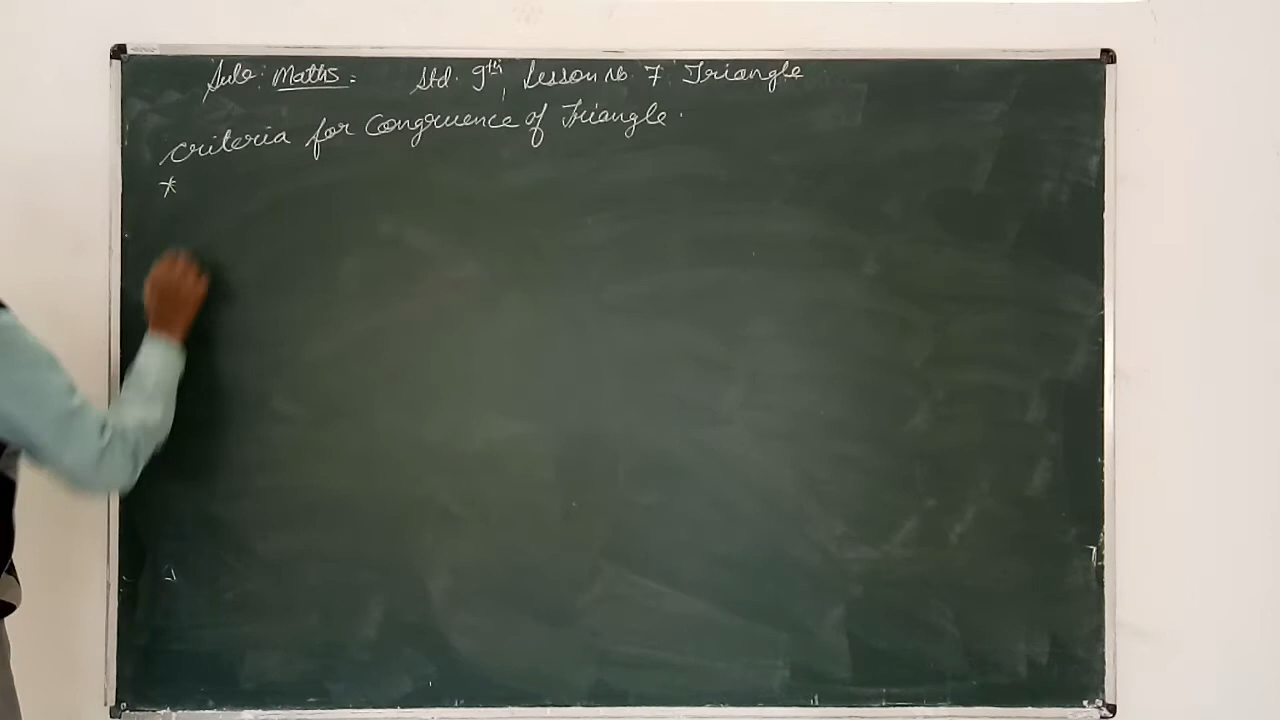 Sub: Maths: Std. 9th, Lesson No. 7: Triangle
criteria for Congruence of Triangle.
*